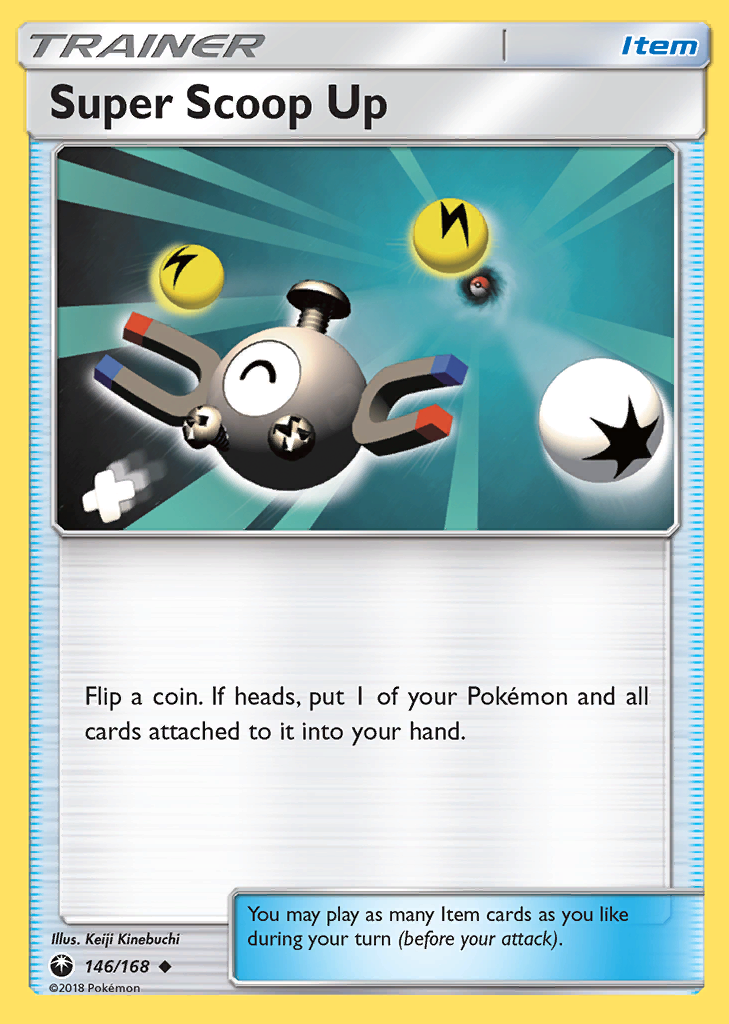 TRAINER
Item
Super Scoop Up
Flip a coin. If heads, put 1 of your Pokémon and all
cards attached to it into your hand.
You may play as many Item cards as you like
during your turn (before your attack).
Illus. Keiji Kinebuchi
146/168
©2018 Pokémon